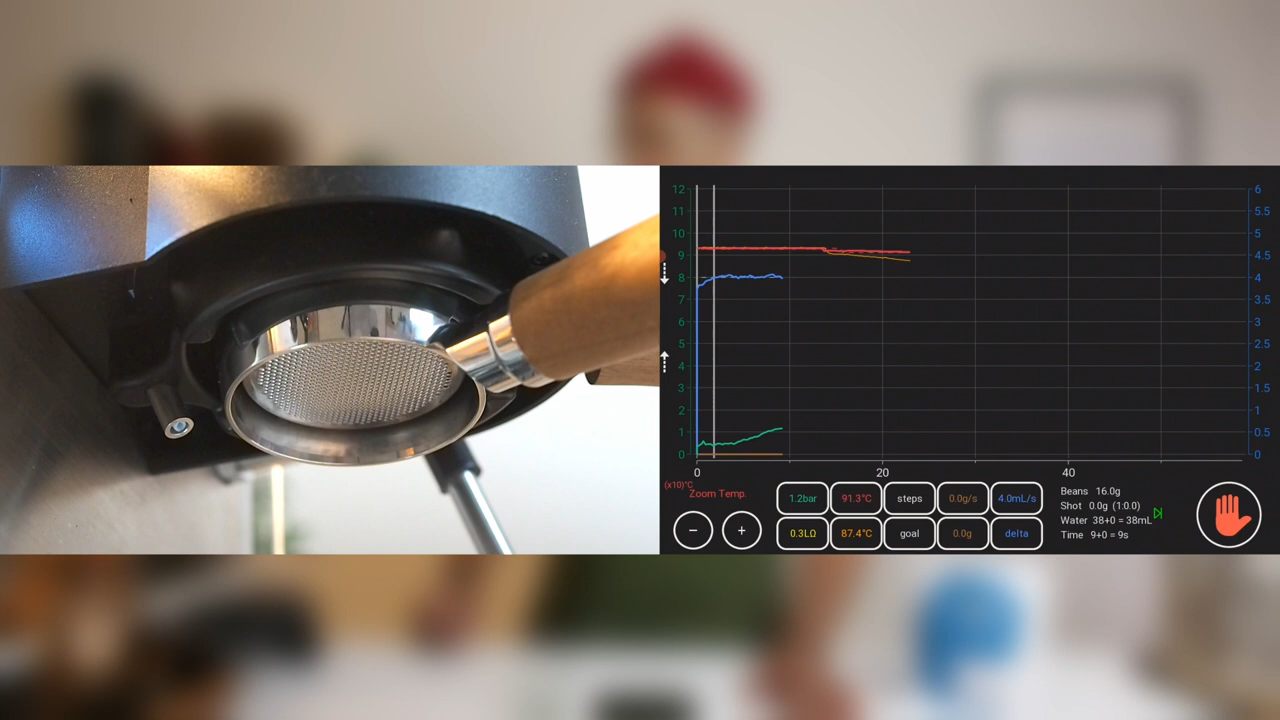 12 6
11 5.5
10 5
9 4.5
8 4
7 3.5
6 3
5 2.5
4 2
3 1.5
2 1
1 0.5
0 0
0 20 40
(x10)°C
Zoom Temp.
− +
1.2bar 91.3°C steps 0.0g/s 4.0mL/s
0.3LΩ 87.4°C goal 0.0g delta
Beans 16.0g
Shot 0.0g (1:0.0)
Water 38+0 = 38mL
Time 9+0 = 9s